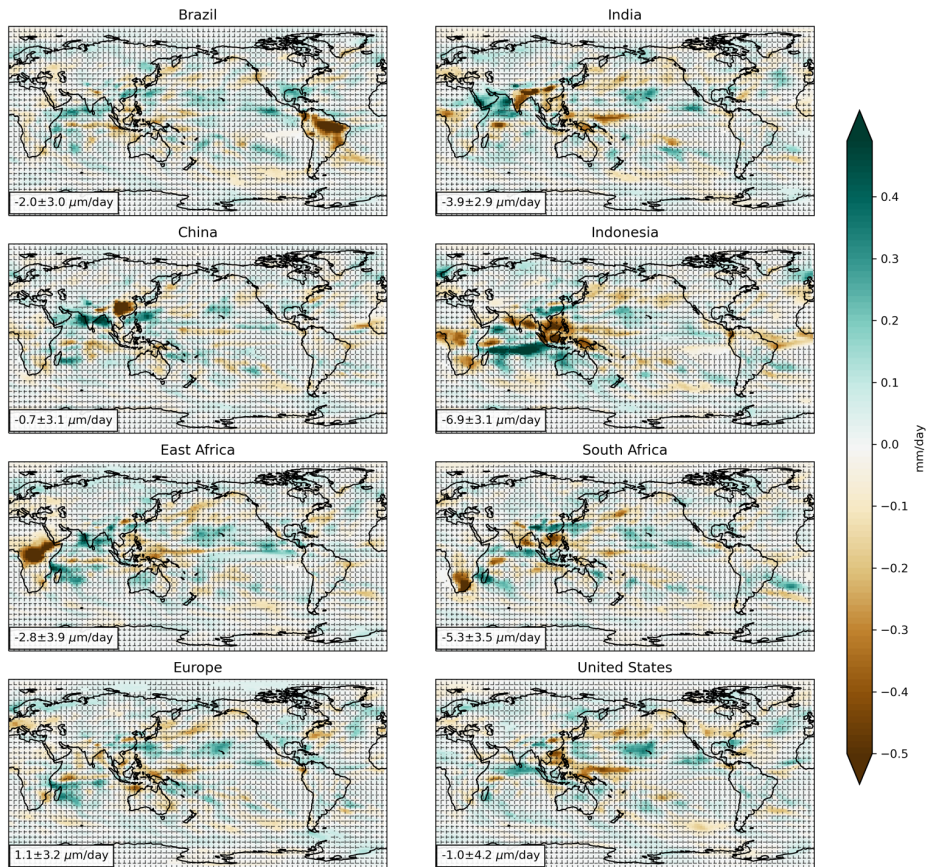 Brazil
India
-2.0±3.0 μm/day
-3.9±2.9 μm/day
China
Indonesia
-0.7±3.1 μm/day
-6.9±3.1 μm/day
East Africa
South Africa
-2.8±3.9 μm/day
-5.3±3.5 μm/day
Europe
United States
1.1±3.2 μm/day
-1.0±4.2 μm/day
0.4
0.3
0.2
0.1
0.0
−0.1
−0.2
−0.3
−0.4
−0.5
mm/day